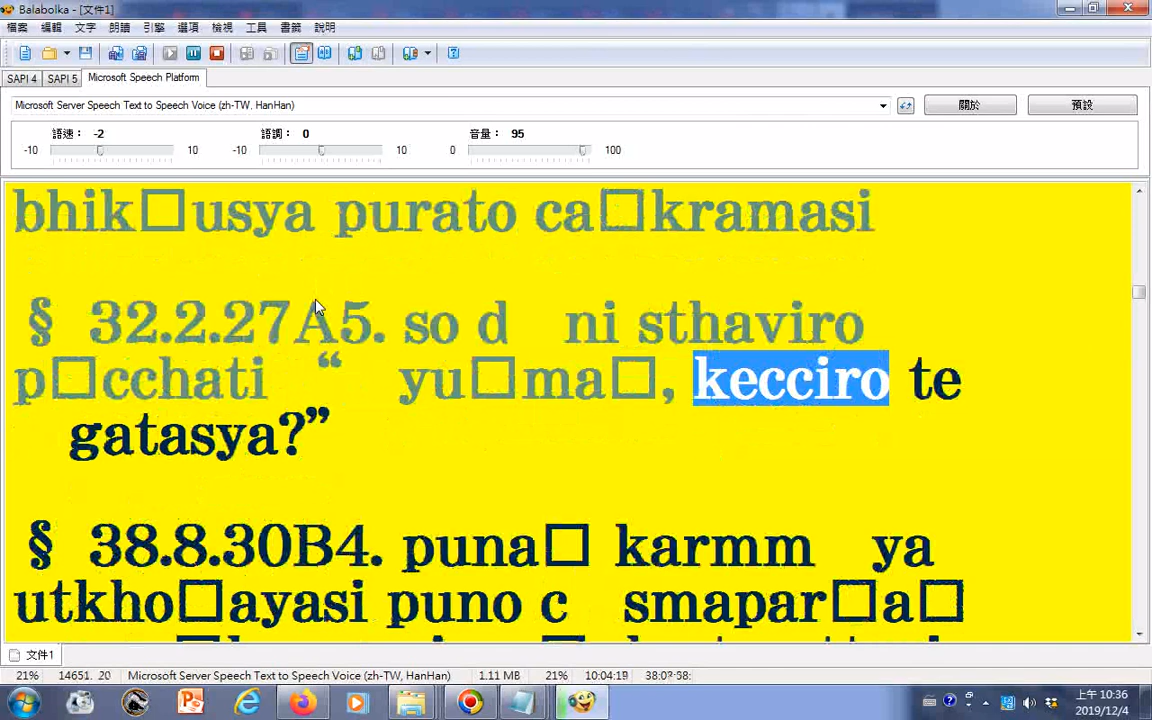 Balabolka - [文件1]
檔案 編輯 文字 朗讀 引擎 選項 檢視 工具 書籤 說明
SAPI 4 SAPI 5 Microsoft Speech Platform
Microsoft Server Speech Text to Speech Voice (zh-TW, HanHan) 關於 預設
語速： -2 語調： 0 音量： 95
-10 10 -10 10 0 100
bhik□usya purato ca□kramasi
§ 32.2.27A5. so d ni sthaviro
p□cchati “ yu□ma□, kecciro te
gatasya?”
§ 38.8.30B4. puna□ karmm ya
utkho□ayasi puno c smapar□a□
文件1
21% 14651. 20 Microsoft Server Speech Text to Speech Voice (zh-TW, HanHan) 1.11 MB 21% 10:04:19
上午 10:36
2019/12/4